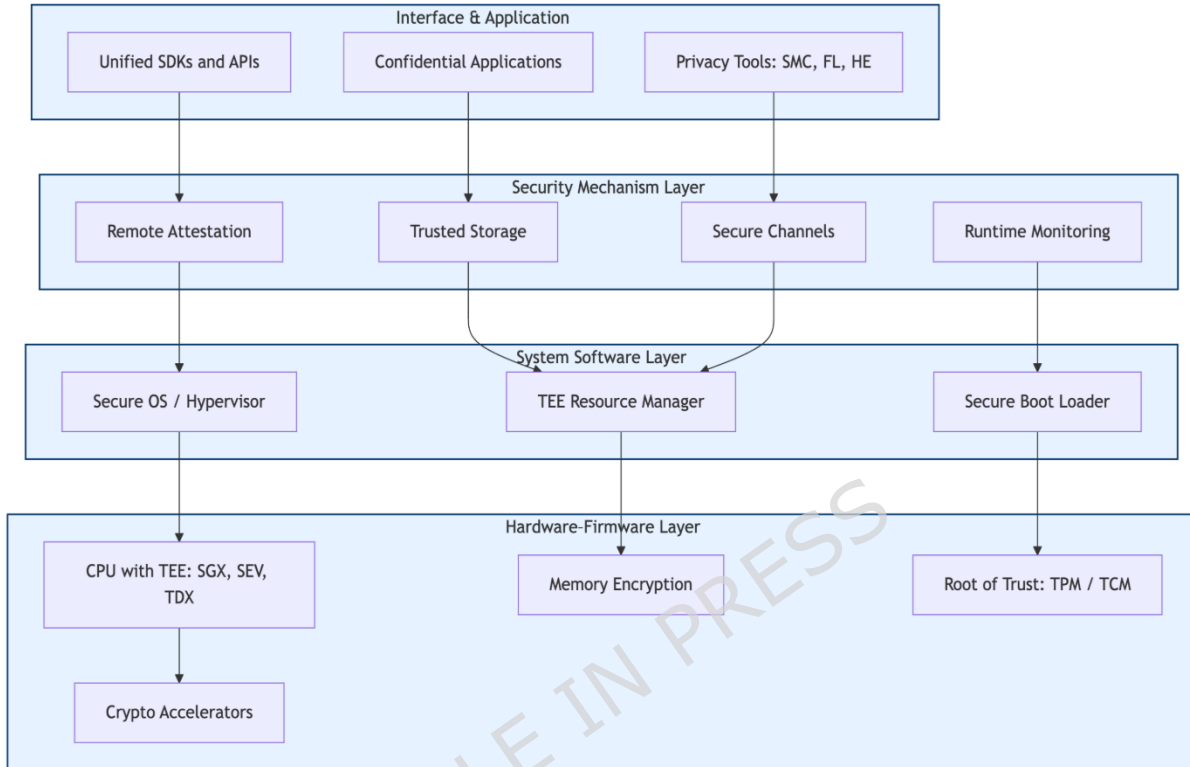 Interface & Application
Unified SDKs and APIs
Confidential Applications
Privacy Tools: SMC, FL, HE
Security Mechanism Layer
Remote Attestation
Trusted Storage
Secure Channels
Runtime Monitoring
System Software Layer
Secure OS / Hypervisor
TEE Resource Manager
Secure Boot Loader
Hardware-Firmware Layer
CPU with TEE: SGX, SEV,
TDX
Memory Encryption
Root of Trust: TPM / TCM
Crypto Accelerators
IN PRESS